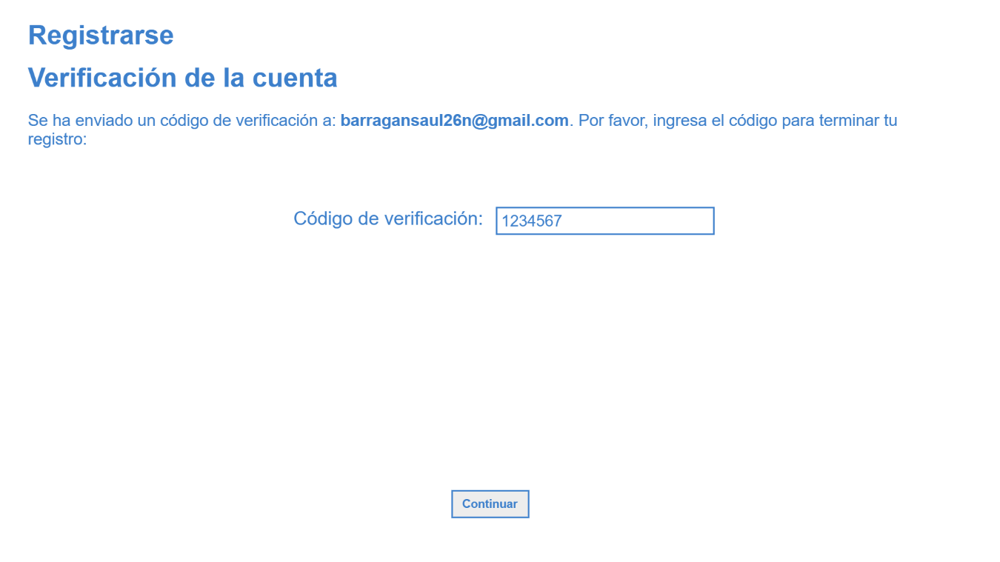 Registrarse
Verificación de la cuenta
Se ha enviado un código de verificación a: barragansaul26n@gmail.com. Por favor, ingresa el código para terminar tu
registro:
Código de verificación: 1234567
Continuar